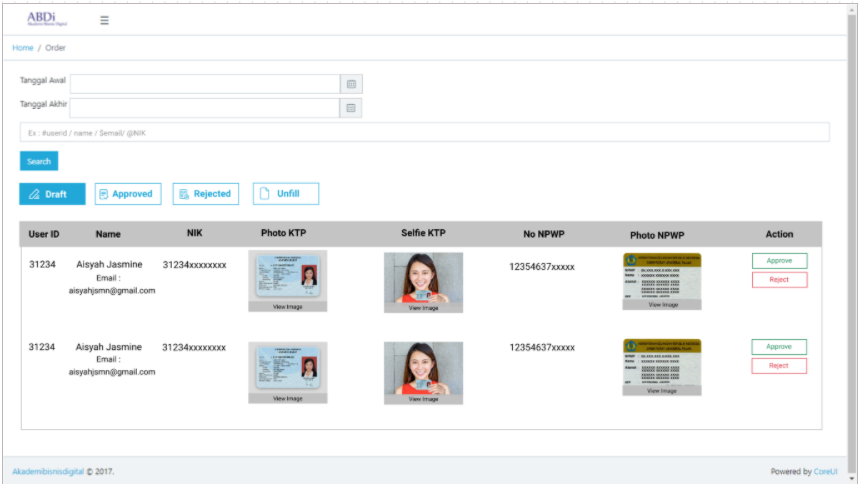 ABDi
Akademi Bisnis Digital
Home / Order
Tanggal Awal
Tanggal Akhir
Ex : #userid / name / $email/ @NIK
Search
Draft Approved Rejected Unfill
User ID Name NIK Photo KTP Selfie KTP No NPWP Photo NPWP Action
31234 Aisyah Jasmine 31234xxxxxxx 12354637xxxxx Approve
Email :
Reject
aisyahjsmn@gmail.com
View Image View Image View Image
31234 Aisyah Jasmine 31234xxxxxxx 12354637xxxxx Approve
Email :
Reject
aisyahjsmn@gmail.com
View Image View Image View Image
Akademibisnisdigital © 2017. Powered by CoreUI